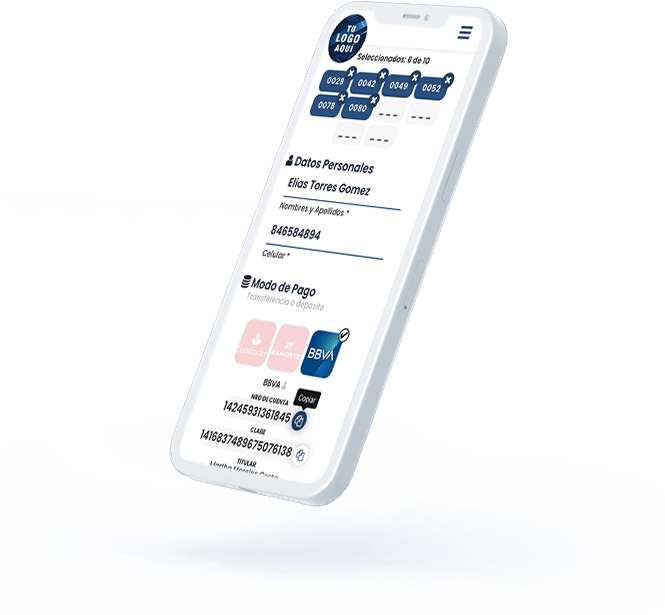 TU
LOGO
AQUÍ
Seleccionados: 6 de 10
0029 0042 0049 0052
0078 0080 --- ---
--- ---
Datos Personales
Elias Torres Gomez
Nombres y Apellidos *
846584894
Celular *
Modo de Pago
Transferencia o depósito
Santander BANORTE BBVA
BBVA
Copiar
NRO DE CUENTA
14245931361845
CLABE
1416837489675076138
TITULAR